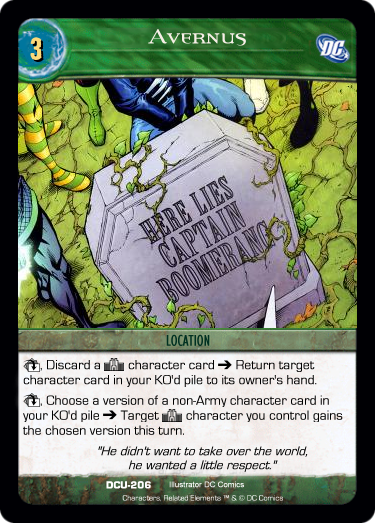 3
AVERNUS
DC
HERE LIES
CAPTAIN
BOOMERANG
LOCATION
, Discard a character card ➔ Return target
character card in your KO'd pile to its owner's hand.
, Choose a version of a non-Army character card in
your KO'd pile ➔ Target character you control gains
the chosen version this turn.
"He didn't want to take over the world,
he wanted a little respect."
DCU-206 Illustrator DC Comics
Characters, Related Elements ™ & © DC Comics